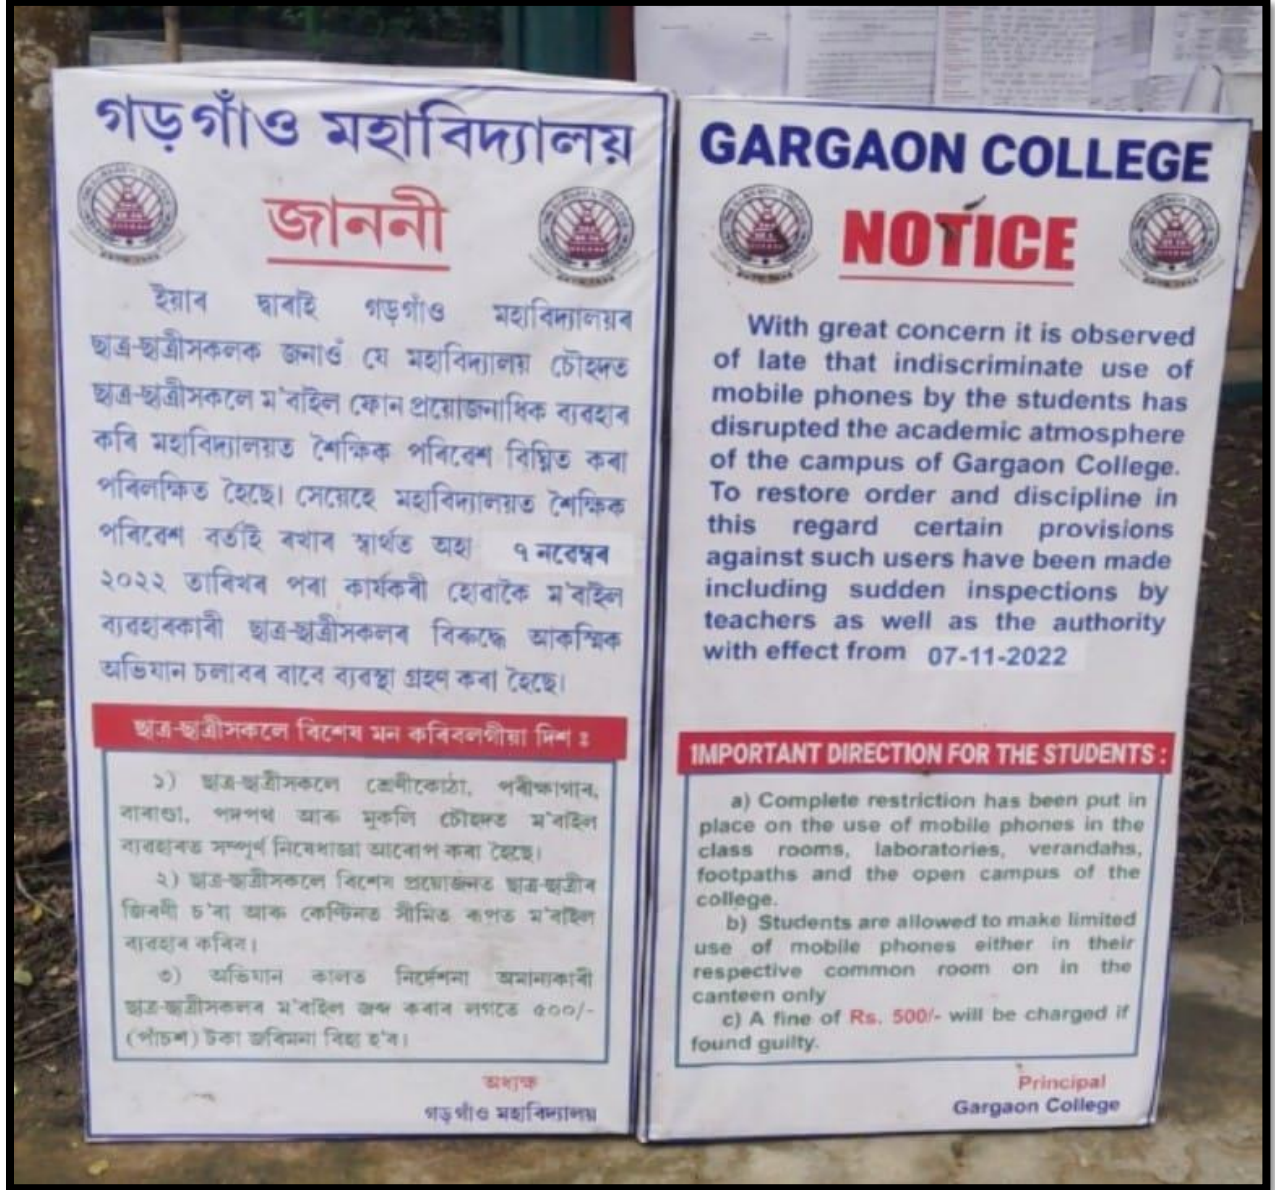 গড়গাঁও মহাবিদ্যালয়
জাননী
ইয়াৰ দ্বাৰাই গড়গাঁও মহাবিদ্যালয়ৰ
ছাত্ৰ-ছাত্ৰীসকলক জনাওঁ যে মহাবিদ্যালয় চৌহদত
ছাত্ৰ-ছাত্ৰীসকলে ম'বাইল ফোন প্ৰয়োজনাধিক ব্যৱহাৰ
কৰি মহাবিদ্যালয়ত শৈক্ষিক পৰিৱেশ বিঘ্নিত কৰা
পৰিলক্ষিত হৈছে। সেয়েহে মহাবিদ্যালয়ত শৈক্ষিক
পৰিৱেশ বৰ্তাই ৰখাৰ স্বাৰ্থত অহা ৭ নৱেম্বৰ
২০২২ তাৰিখৰ পৰা কাৰ্যকৰী হোৱাকৈ ম'বাইল
ব্যৱহাৰকাৰী ছাত্ৰ-ছাত্ৰীসকলৰ বিৰুদ্ধে আকস্মিক
অভিযান চলাবৰ বাবে ব্যৱস্থা গ্ৰহণ কৰা হৈছে।
ছাত্ৰ-ছাত্ৰীসকলে বিশেষ মন কৰিবলগীয়া দিশ :
১) ছাত্ৰ-ছাত্ৰীসকলে শ্ৰেণীকোঠা, পৰীক্ষাগাৰ,
বাৰাণ্ডা, পদপথ আৰু মুকলি চৌহদত ম'বাইল
ব্যৱহাৰত সম্পূৰ্ণ নিষেধাজ্ঞা আৰোপ কৰা হৈছে।
২) ছাত্ৰ-ছাত্ৰীসকলে বিশেষ প্ৰয়োজনত ছাত্ৰ-ছাত্ৰীৰ
জিৰণী চ'ৰা আৰু কেন্টিনত সীমিত ৰূপত ম'বাইল
ব্যৱহাৰ কৰিব।
৩) অভিযান কালত নিৰ্দেশনা অমান্যকাৰী
ছাত্ৰ-ছাত্ৰীসকলৰ ম'বাইল জব্দ কৰাৰ লগতে ৫০০/-
(পাঁচশ) টকা জৰিমনা বিহা হ'ব।
অধ্যক্ষ
গড়গাঁও মহাবিদ্যালয়
GARGAON COLLEGE
NOTICE
With great concern it is observed
of late that indiscriminate use of
mobile phones by the students has
disrupted the academic atmosphere
of the campus of Gargaon College.
To restore order and discipline in
this regard certain provisions
against such users have been made
including sudden inspections by
teachers as well as the authority
with effect from 07-11-2022
IMPORTANT DIRECTION FOR THE STUDENTS :
a) Complete restriction has been put in
place on the use of mobile phones in the
class rooms, laboratories, verandahs,
footpaths and the open campus of the
college.
b) Students are allowed to make limited
use of mobile phones either in their
respective common room on in the
canteen only
c) A fine of Rs. 500/- will be charged if
found guilty.
Principal
Gargaon College